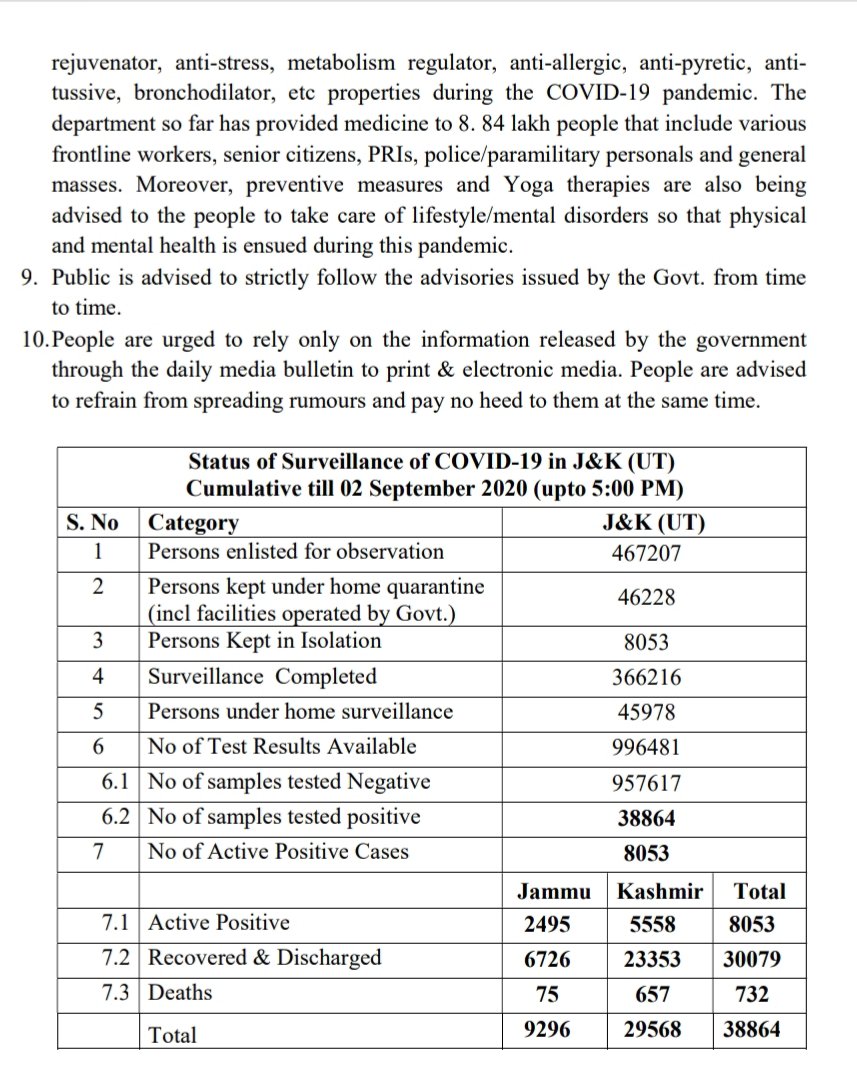 rejuvenator, anti-stress, metabolism regulator, anti-allergic, anti-pyretic, anti-
tussive, bronchodilator, etc properties during the COVID-19 pandemic. The
department so far has provided medicine to 8. 84 lakh people that include various
frontline workers, senior citizens, PRIs, police/paramilitary personals and general
masses. Moreover, preventive measures and Yoga therapies are also being
advised to the people to take care of lifestyle/mental disorders so that physical
and mental health is ensued during this pandemic.
9. Public is advised to strictly follow the advisories issued by the Govt. from time
to time.
10.People are urged to rely only on the information released by the government
through the daily media bulletin to print & electronic media. People are advised
to refrain from spreading rumours and pay no heed to them at the same time.
Status of Surveillance of COVID-19 in J&K (UT)
Cumulative till 02 September 2020 (upto 5:00 PM)
S. No Category J&K (UT)
1 Persons enlisted for observation 467207
2 Persons kept under home quarantine
(incl facilities operated by Govt.) 46228
3 Persons Kept in Isolation 8053
4 Surveillance Completed 366216
5 Persons under home surveillance 45978
6 No of Test Results Available 996481
6.1 No of samples tested Negative 957617
6.2 No of samples tested positive 38864
7 No of Active Positive Cases 8053
Jammu Kashmir Total
7.1 Active Positive 2495 5558 8053
7.2 Recovered & Discharged 6726 23353 30079
7.3 Deaths 75 657 732
Total 9296 29568 38864